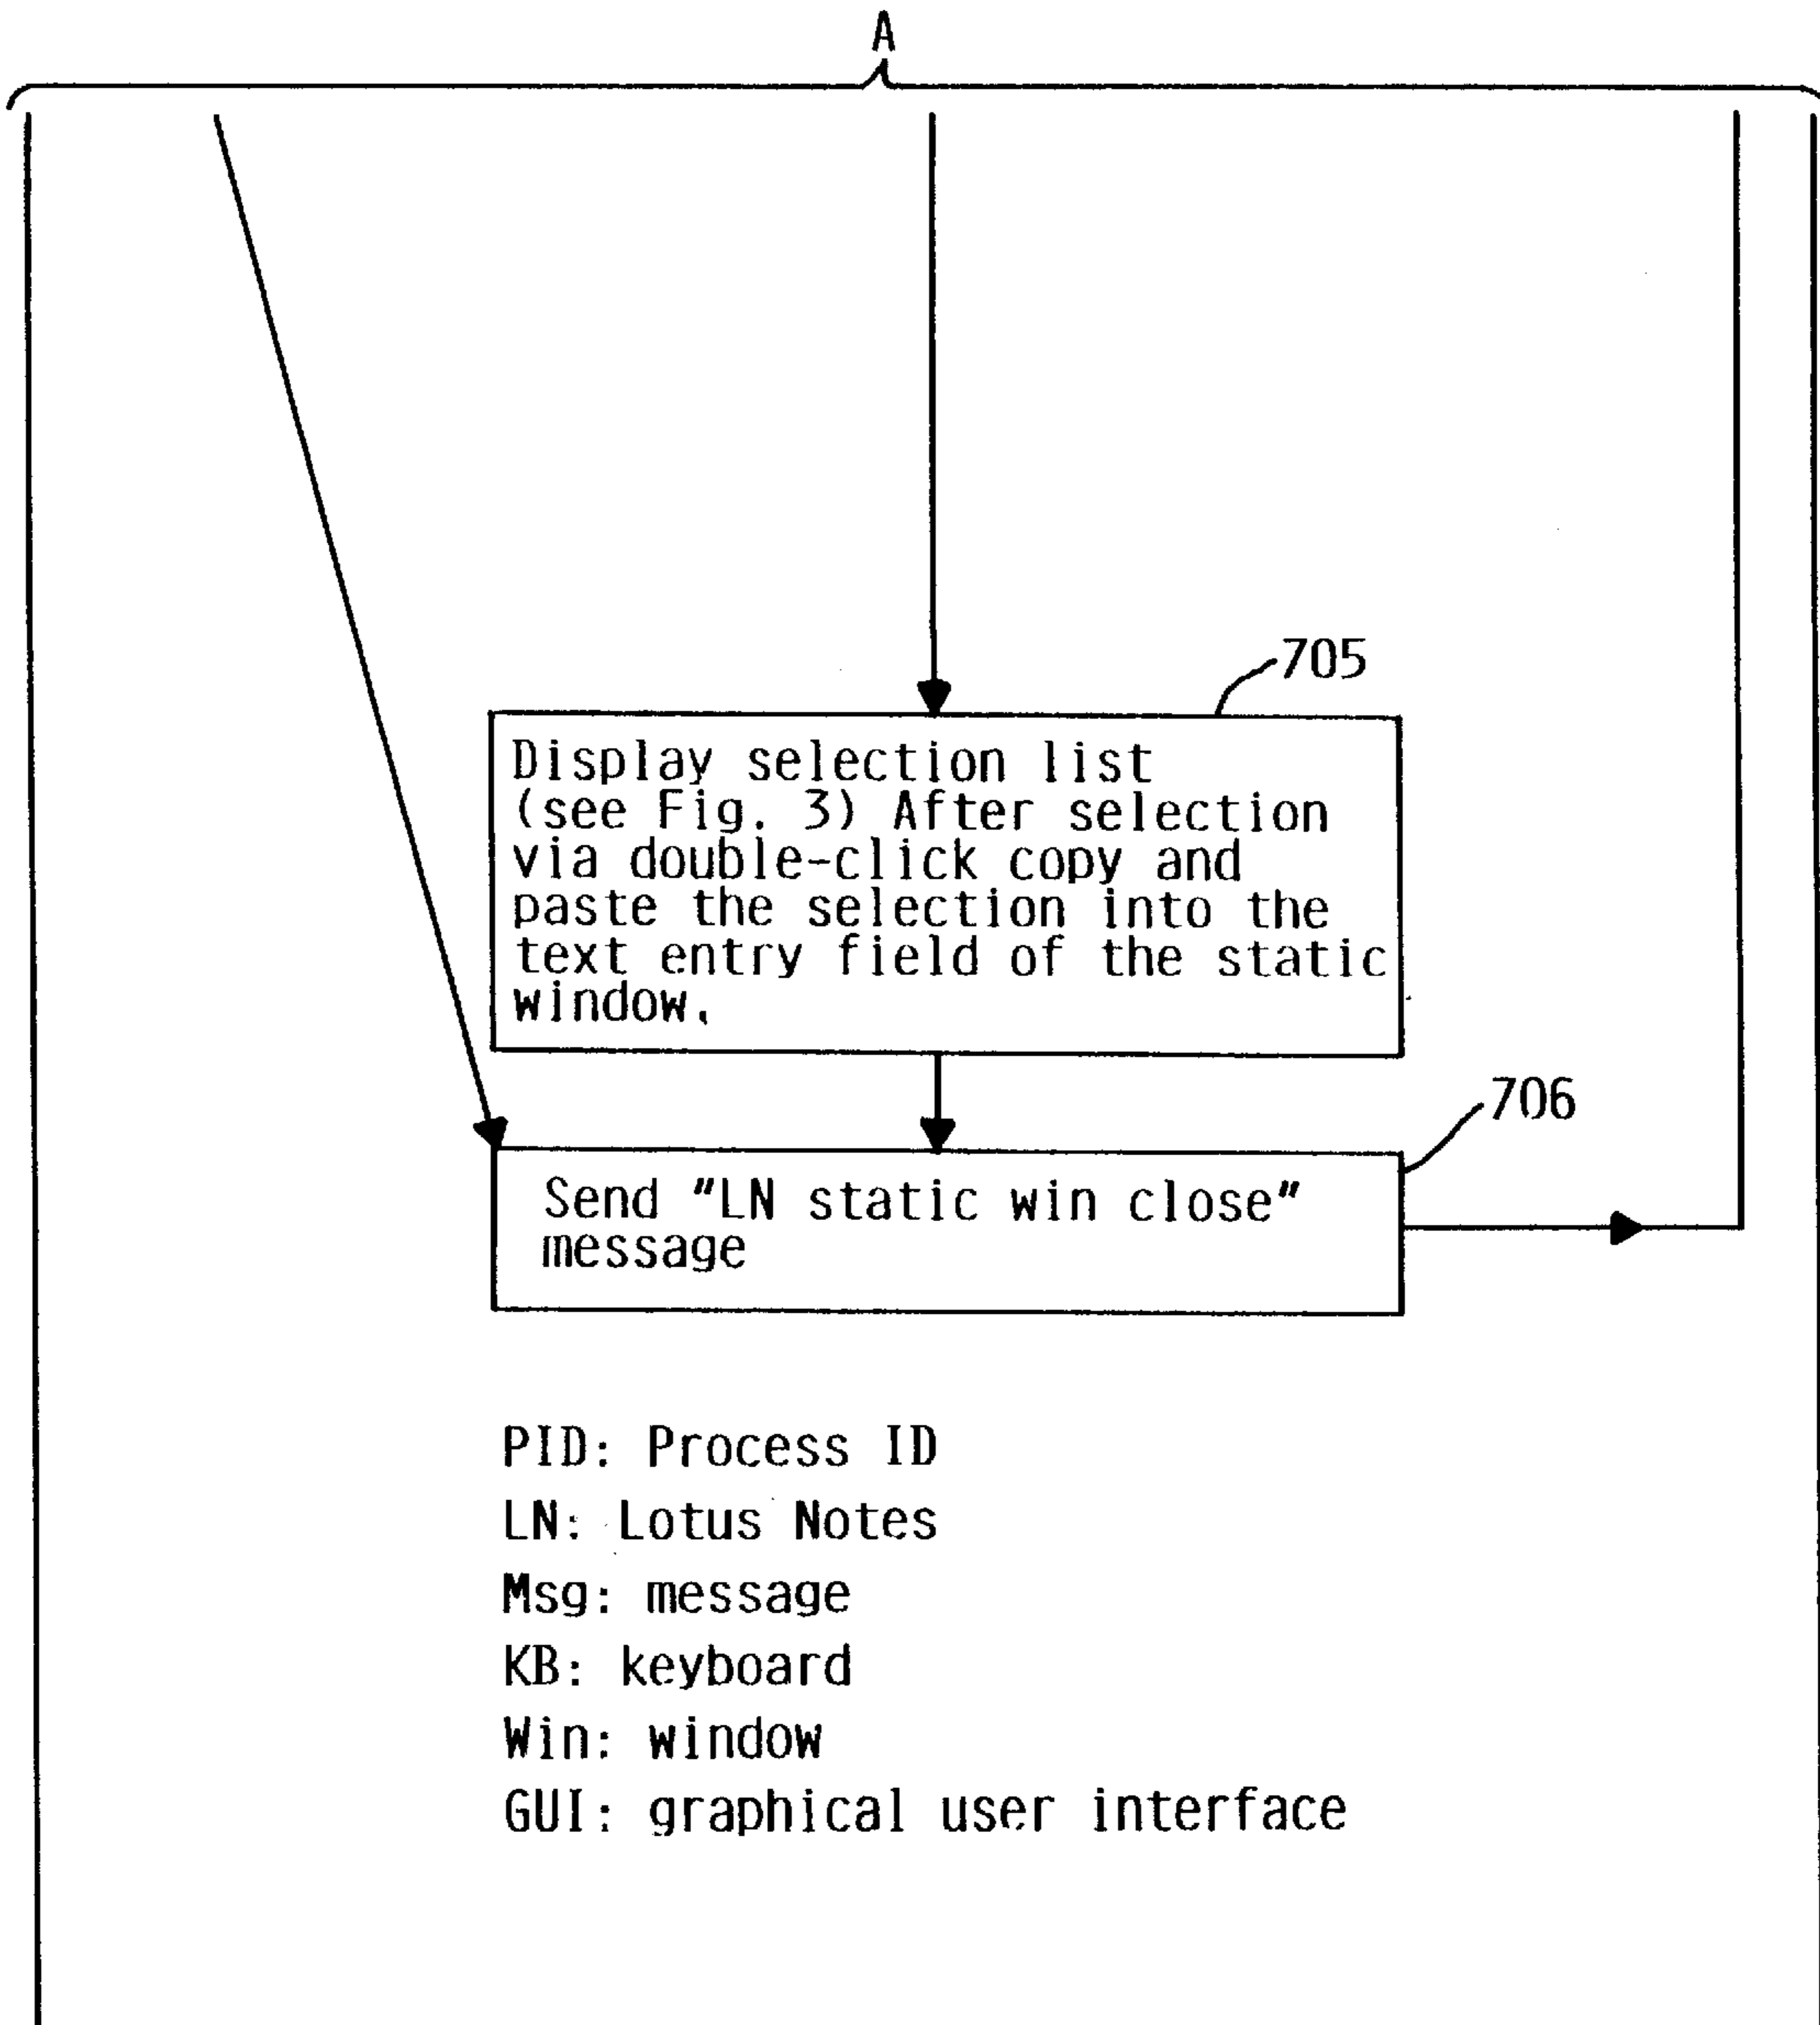 A
705
Display selection list
(see Fig. 3) After selection
via double-click copy and
paste the selection into the
text entry field of the static
window.
706
Send "LN static win close"
message
PID: Process ID
LN: Lotus Notes
Msg: message
KB: keyboard
Win: window
GUI: graphical user interface